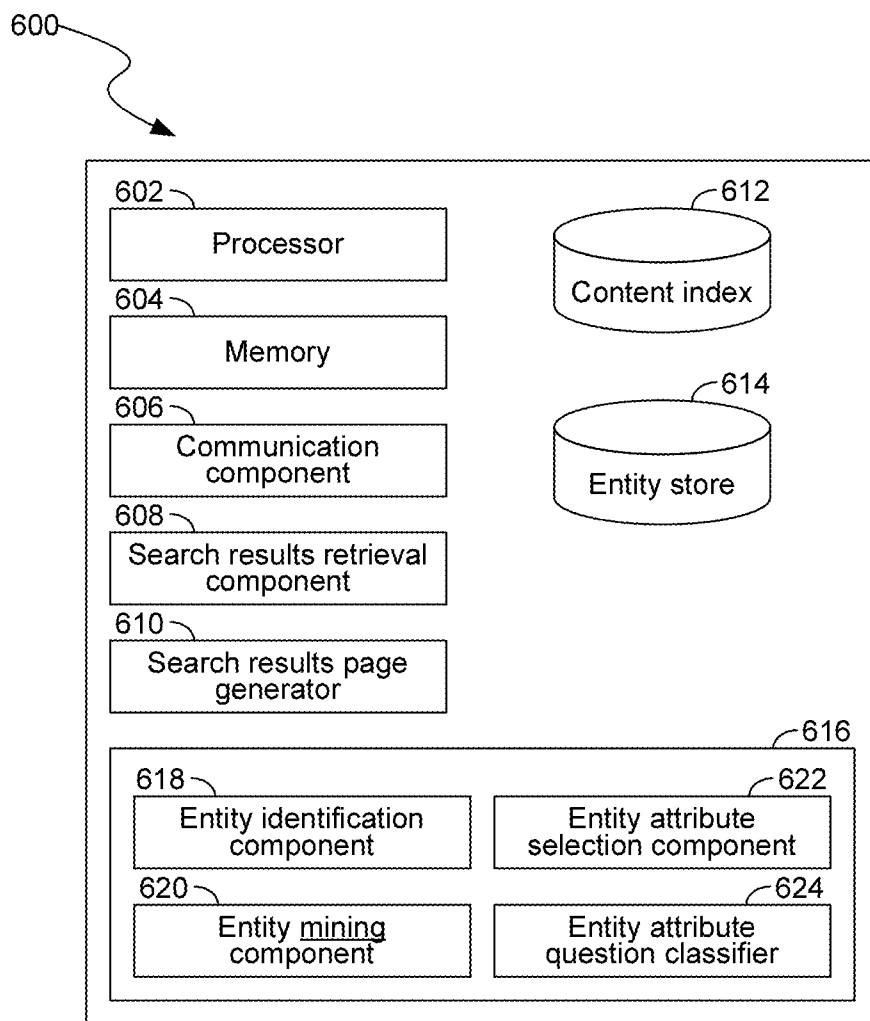 600
602
Processor
604
Memory
606
Communication
component
608
Search results retrieval
component
610
Search results page
generator
612
Content index
614
Entity store
616
618
Entity identification
component
620
Entity mining
component
622
Entity attribute
selection component
624
Entity attribute
question classifier